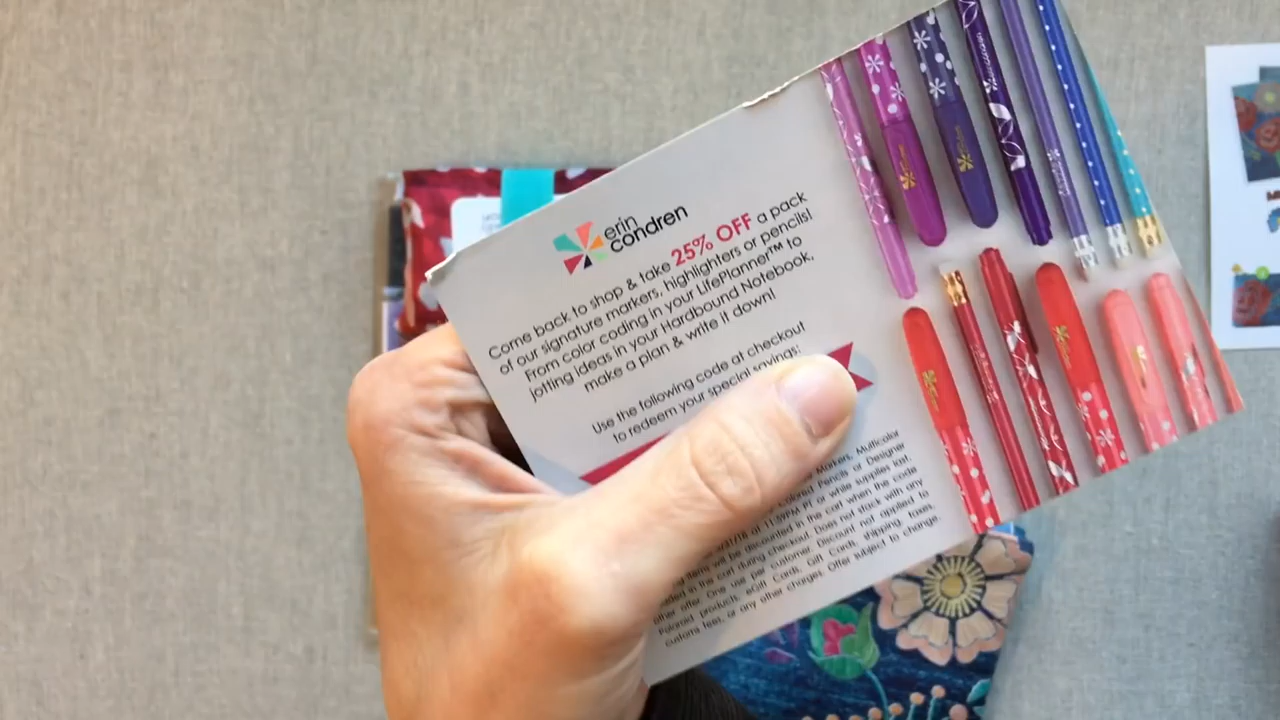 erin
condren
Come back to shop & take 25% OFF a pack
of our signature markers, highlighters or pencils!
From color coding in your LifePlanner™ to
jotting ideas in your Hardbound Notebook,
make a plan & write it down!
Use the following code at checkout
to redeem your special savings:
Markers, Multicolor
Colored Pencils or Designer
at 11:59PM PT or while supplies last.
items will be discounted in the cart when the code
in the cart during checkout. Does not stack with any
other offer. One use per customer. Discount not applied to
Polaroid products, eGift Cards, Gift Cards, shipping, taxes,
customs fees, or any other charges. Offer subject to change.